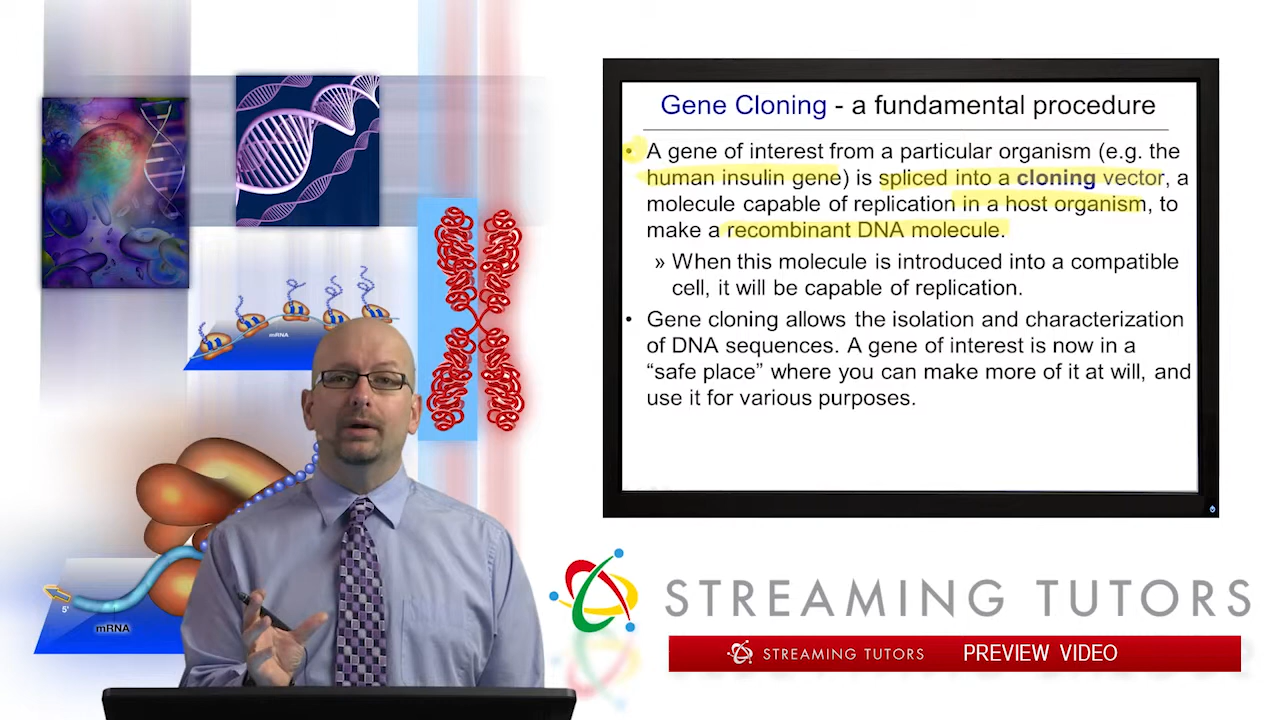 Gene Cloning - a fundamental procedure
• A gene of interest from a particular organism (e.g. the
human insulin gene) is spliced into a cloning vector, a
molecule capable of replication in a host organism, to
make a recombinant DNA molecule.
» When this molecule is introduced into a compatible
cell, it will be capable of replication.
• Gene cloning allows the isolation and characterization
of DNA sequences. A gene of interest is now in a
“safe place” where you can make more of it at will, and
use it for various purposes.
mRNA
5'
mRNA
STREAMING TUTORS
STREAMING TUTORS PREVIEW VIDEO